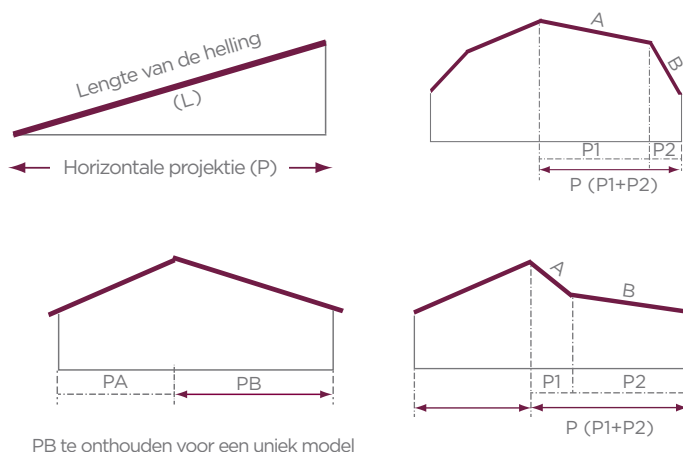 Lengte van de helling
(L)
Horizontale projektie (P)
A
B
P1
P2
P (P1+P2)
PA
PB
PB te onthouden voor een uniek model
A
B
P1
P2
P (P1+P2)